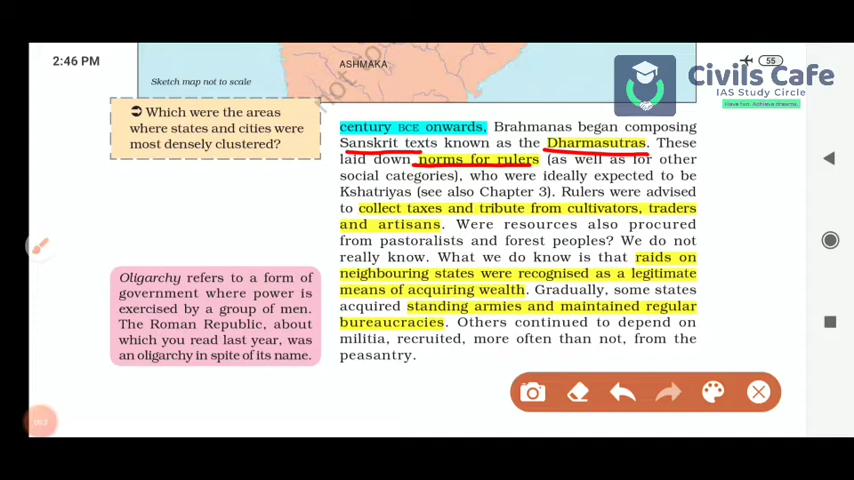 2:46 PM
ASHMAKA
not to
Sketch map not to scale
55
Civils Cafe
IAS Study Circle
Have fun. Achieve dreams.
➲ Which were the areas
where states and cities were
most densely clustered?
century BCE onwards, Brahmanas began composing
Sanskrit texts known as the Dharmasutras. These
laid down norms for rulers (as well as for other
social categories), who were ideally expected to be
Kshatriyas (see also Chapter 3). Rulers were advised
to collect taxes and tribute from cultivators, traders
and artisans. Were resources also procured
from pastoralists and forest peoples? We do not
really know. What we do know is that raids on
neighbouring states were recognised as a legitimate
means of acquiring wealth. Gradually, some states
acquired standing armies and maintained regular
bureaucracies. Others continued to depend on
militia, recruited, more often than not, from the
peasantry.
Oligarchy refers to a form of
government where power is
exercised by a group of men.
The Roman Republic, about
which you read last year, was
an oligarchy in spite of its name.